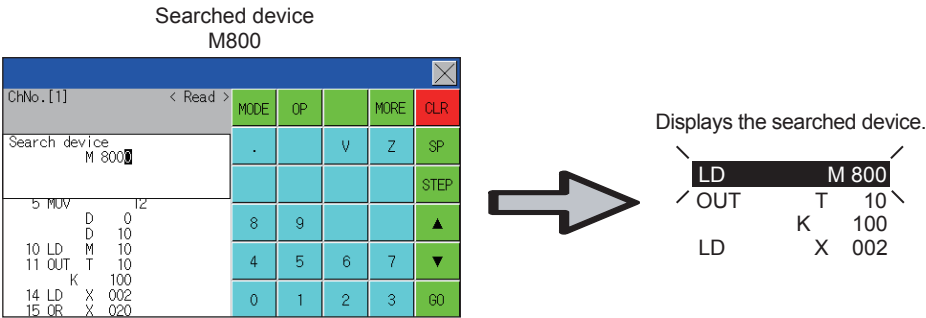 Searched device
M800
ChNo.[1] < Read >
MODE OP MORE CLR
Search device
M 8000
. V Z SP
STEP
5 MOV T2
D 0
D 10
8 9 ▲
10 LD M 10
11 OUT T 10
K 100
4 5 6 7 ▼
14 LD X 002
15 OR X 020
0 1 2 3 GO
Displays the searched device.
LD M 800
OUT T 10
K 100
LD X 002